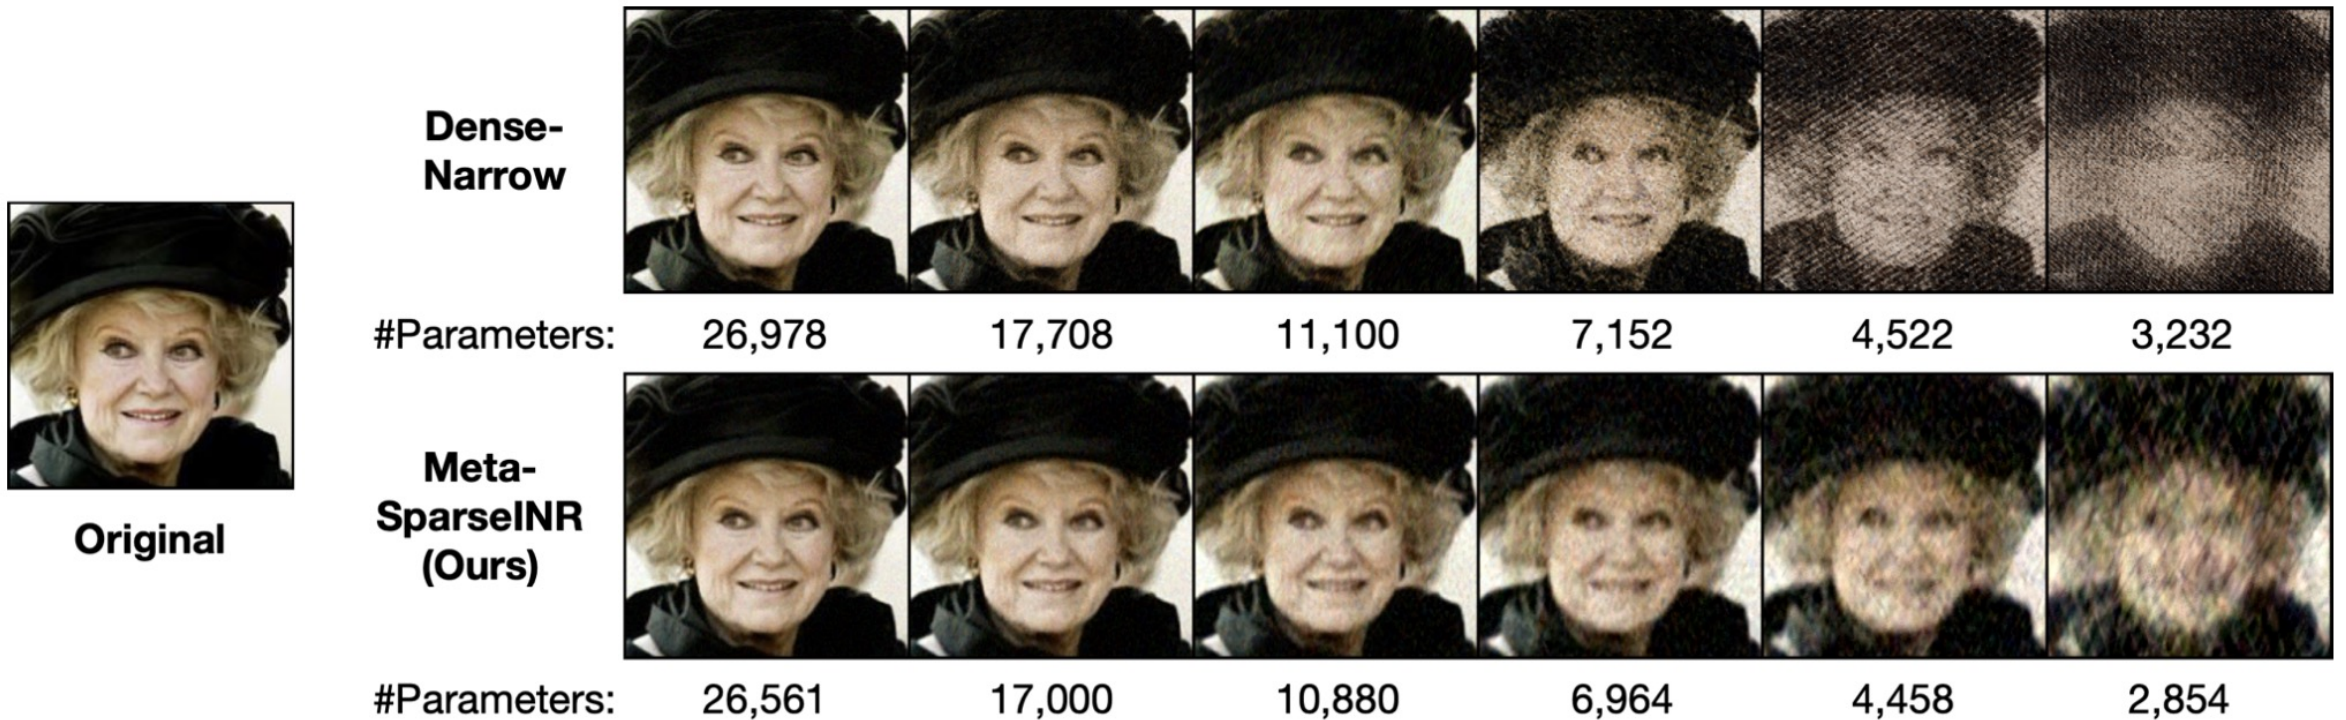 Dense-
Narrow
#Parameters: 26,978 17,708 11,100 7,152 4,522 3,232
Original
Meta-
SparseINR
(Ours)
#Parameters: 26,561 17,000 10,880 6,964 4,458 2,854